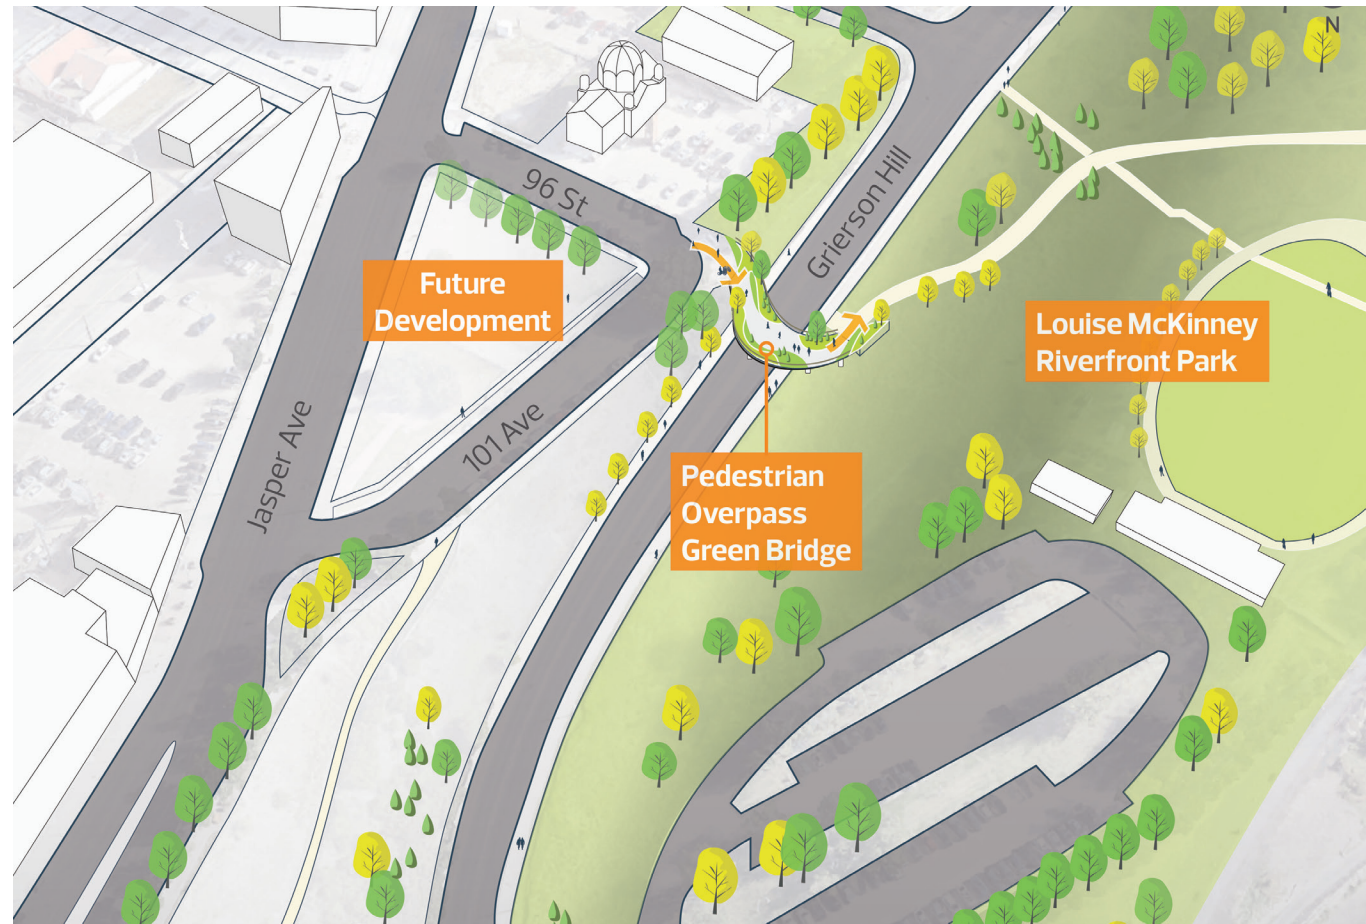 N
96 St
Grierson Hill
Future
Development
Louise McKinney
Riverfront Park
Jasper Ave
101 Ave
Pedestrian
Overpass
Green Bridge